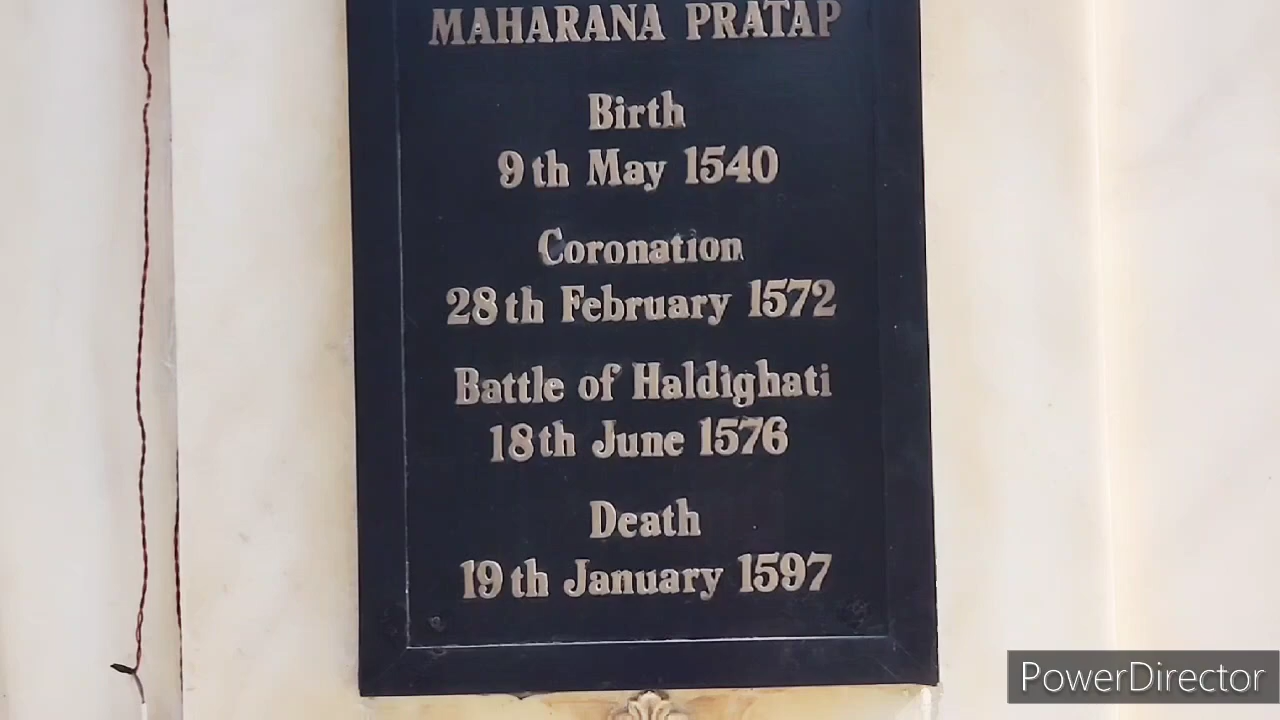 MAHARANA PRATAP
Birth
9th May 1540
Coronation
28th February 1572
Battle of Haldighati
18th June 1576
Death
19th January 1597
PowerDirector